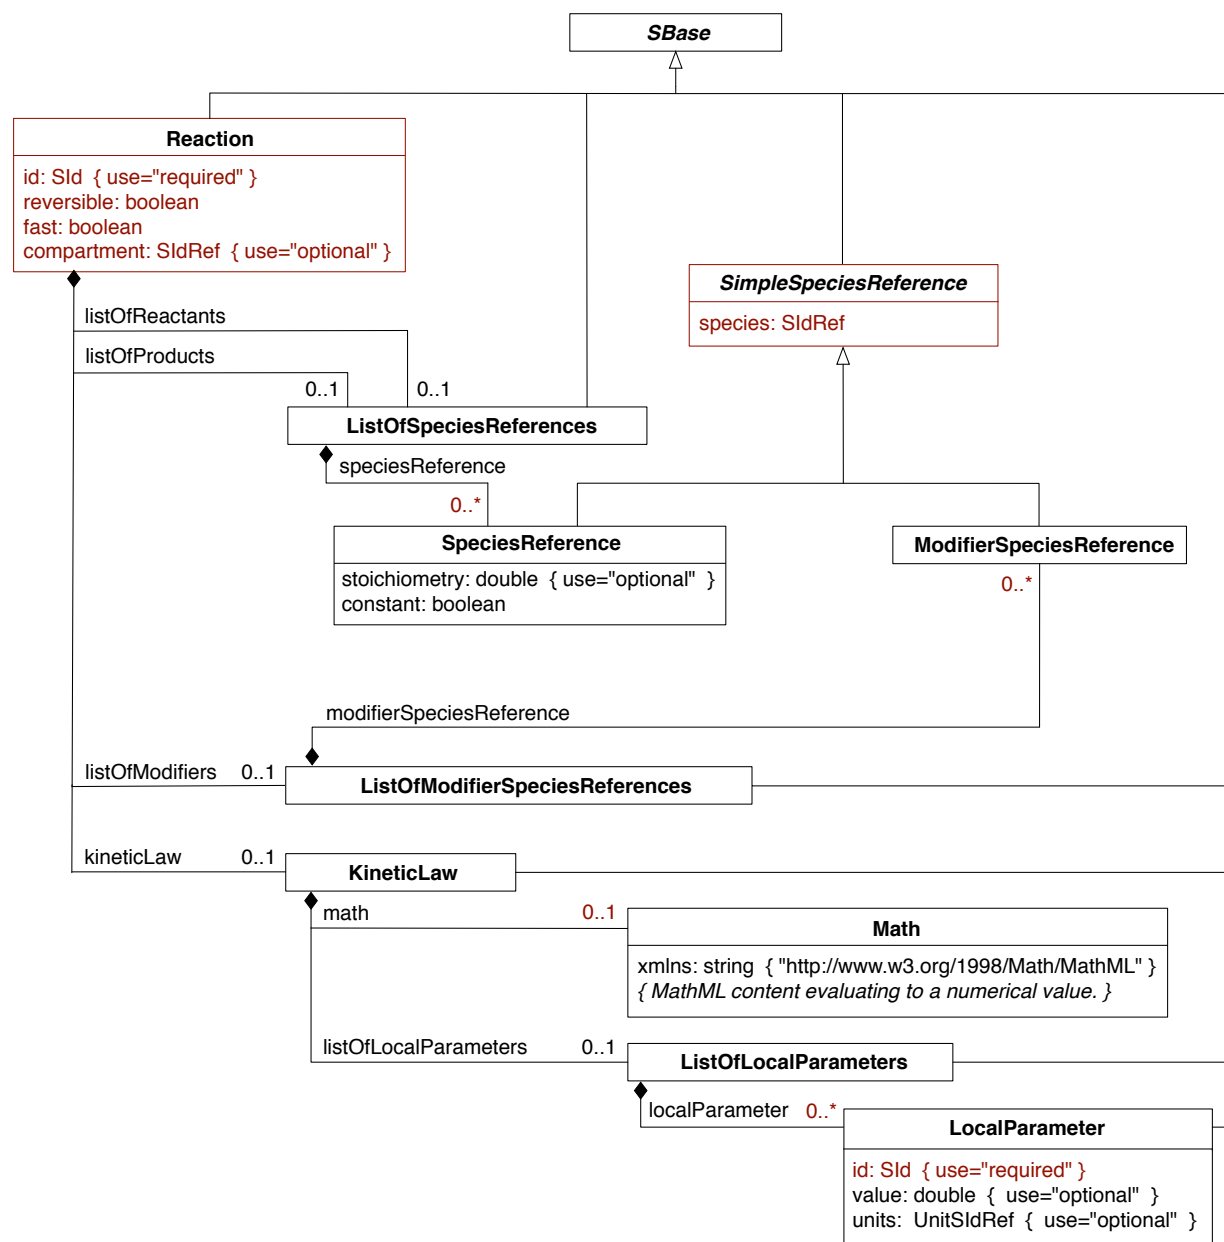 SBase
Reaction
id: SId { use="required" }
reversible: boolean
fast: boolean
compartment: SIdRef { use="optional" }
SimpleSpeciesReference
species: SIdRef
listOfReactants
listOfProducts
0..1
0..1
ListOfSpeciesReferences
speciesReference
0..*
SpeciesReference
stoichiometry: double { use="optional" }
constant: boolean
ModifierSpeciesReference
0..*
modifierSpeciesReference
listOfModifiers 0..1
ListOfModifierSpeciesReferences
kineticLaw 0..1
KineticLaw
math 0..1
Math
xmlns: string { "http://www.w3.org/1998/Math/MathML" }
{ MathML content evaluating to a numerical value. }
listOfLocalParameters 0..1
ListOfLocalParameters
localParameter 0..*
LocalParameter
id: SId { use="required" }
value: double { use="optional" }
units: UnitSIdRef { use="optional" }